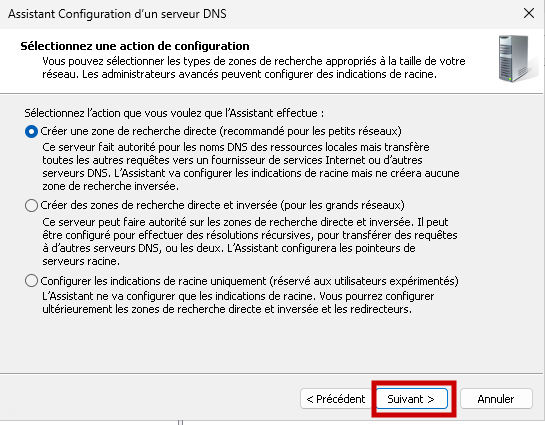 Assistant Configuration d'un serveur DNS
Sélectionnez une action de configuration
Vous pouvez sélectionner les types de zones de recherche appropriés à la taille de votre
réseau. Les administrateurs avancés peuvent configurer des indications de racine.
Sélectionnez l'action que vous voulez que l'Assistant effectue :
Créer une zone de recherche directe (recommandé pour les petits réseaux)
Ce serveur fait autorité pour les noms DNS des ressources locales mais transfère
toutes les autres requêtes vers un fournisseur de services Internet ou d'autres
serveurs DNS. L'Assistant va configurer les indications de racine mais ne créera aucune
zone de recherche inversée.
Créer des zones de recherche directe et inversée (pour les grands réseaux)
Ce serveur peut faire autorité sur les zones de recherche directe et inversée. Il peut
être configuré pour effectuer des résolutions récursives, pour transférer des requêtes
à d'autres serveurs DNS, ou les deux. L'Assistant configurera les pointeurs de
serveurs racine.
Configurer les indications de racine uniquement (réservé aux utilisateurs expérimentés)
L'Assistant ne va configurer que les indications de racine. Vous pourrez configurer
ultérieurement les zones de recherche directe et inversée et les redirecteurs.
< Précédent Suivant > Annuler